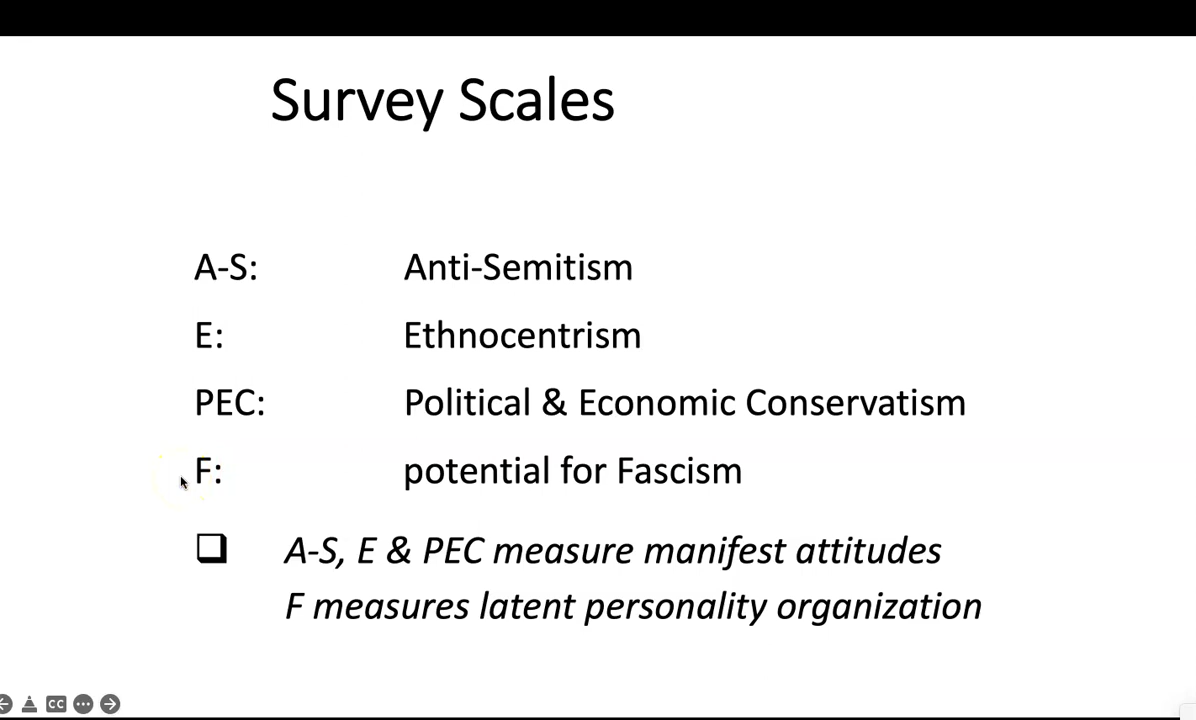 Survey Scales
A-S: Anti-Semitism
E: Ethnocentrism
PEC: Political & Economic Conservatism
F: potential for Fascism
A-S, E & PEC measure manifest attitudes
F measures latent personality organization
CC